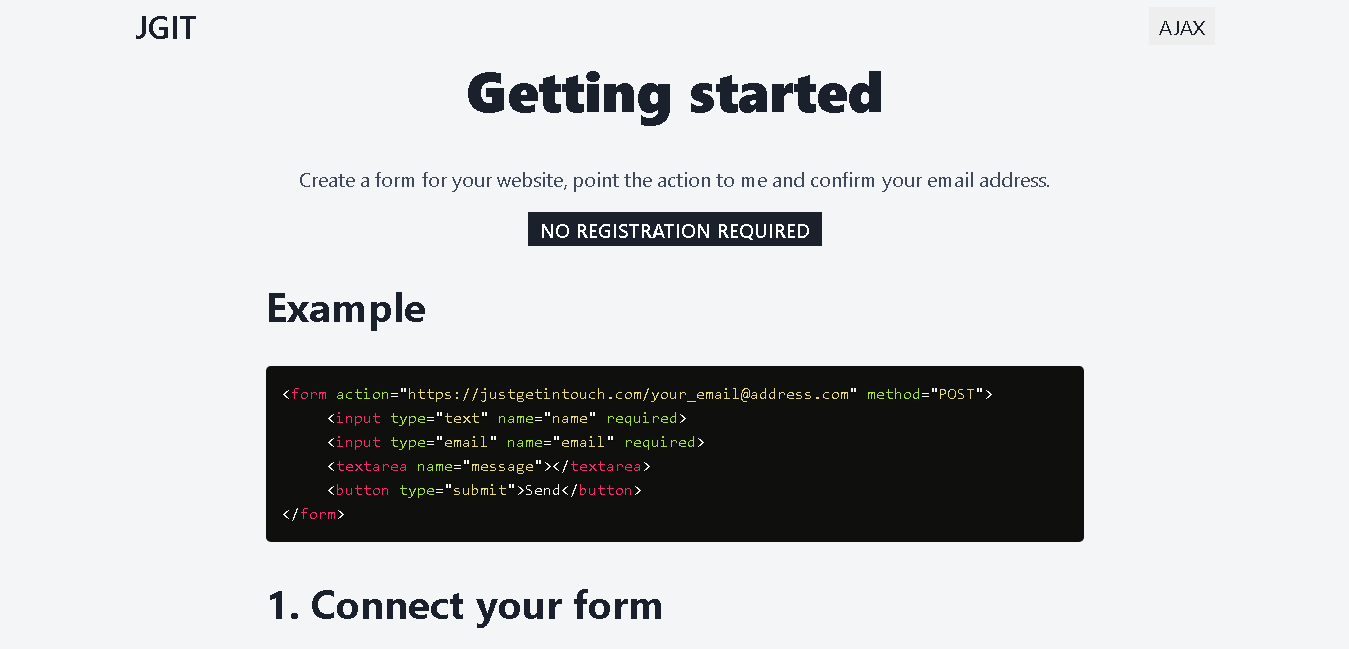 JGIT
AJAX
Getting started
Create a form for your website, point the action to me and confirm your email address.
NO REGISTRATION REQUIRED
Example
<form action="https://justgetintouch.com/your_email@address.com" method="POST">
<input type="text" name="name" required>
<input type="email" name="email" required>
<textarea name="message"></textarea>
<button type="submit">Send</button>
</form>
1. Connect your form